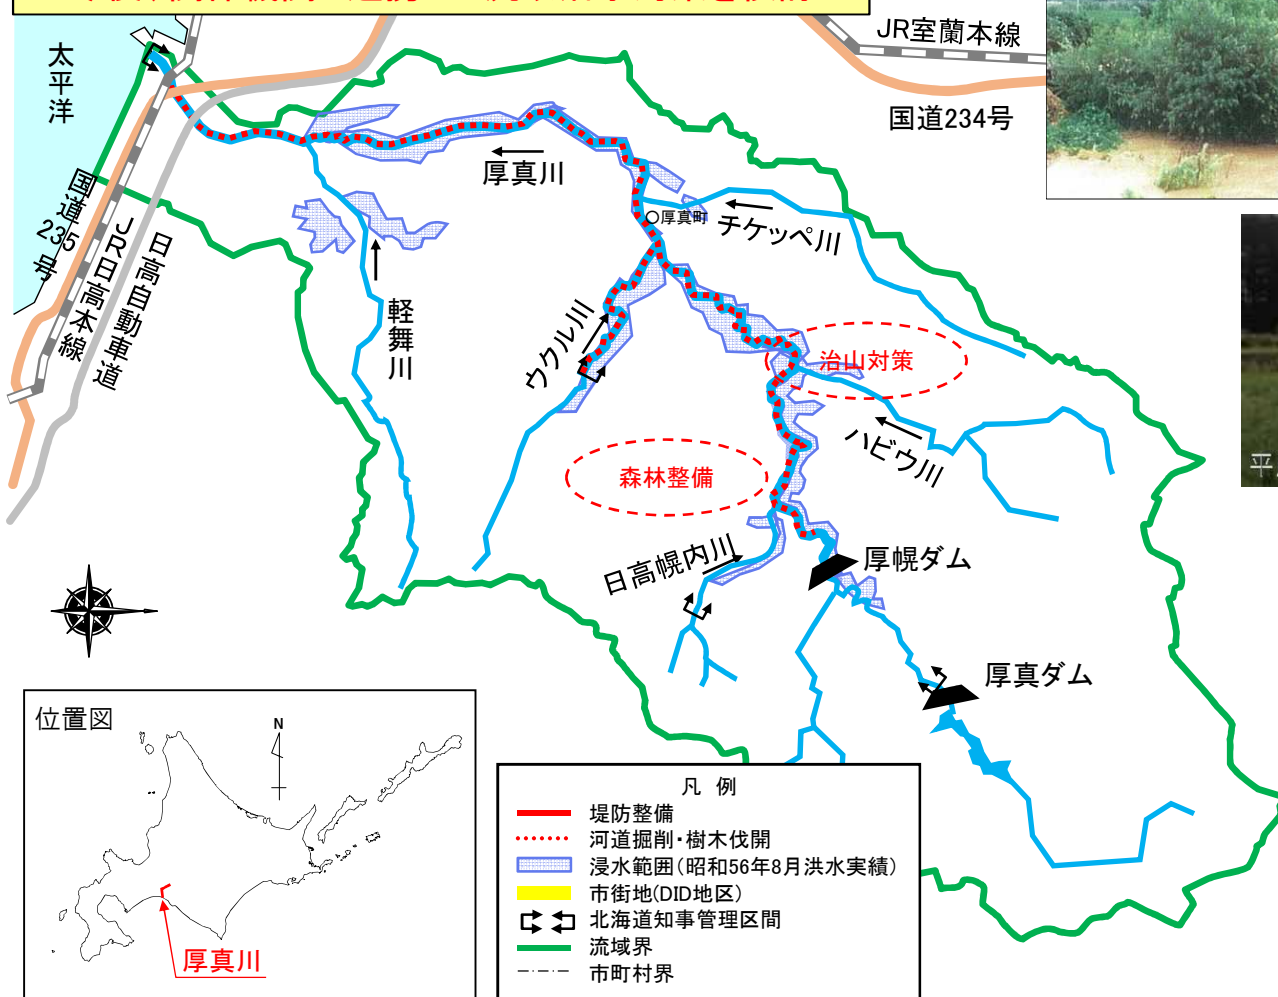 JR室蘭本線
国道234号
太平洋
国道235号
JR日高本線
日高自動車道
厚真川
厚真町
チケッペ川
軽舞川
ウクル川
治山対策
ハビウ川
森林整備
日高幌内川
厚幌ダム
厚真ダム
平
位置図
N
厚真川
凡 例
堤防整備
河道掘削・樹木伐開
浸水範囲(昭和56年8月洪水実績)
市街地(DID地区)
北海道知事管理区間
流域界
市町村界